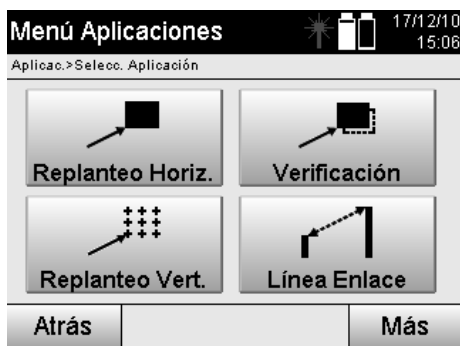 Menú Aplicaciones
17/12/10
15:06
Aplicac.>Selecc. Aplicación
Replanteo Horiz.
Verificación
Replanteo Vert.
Línea Enlace
Atrás
Más